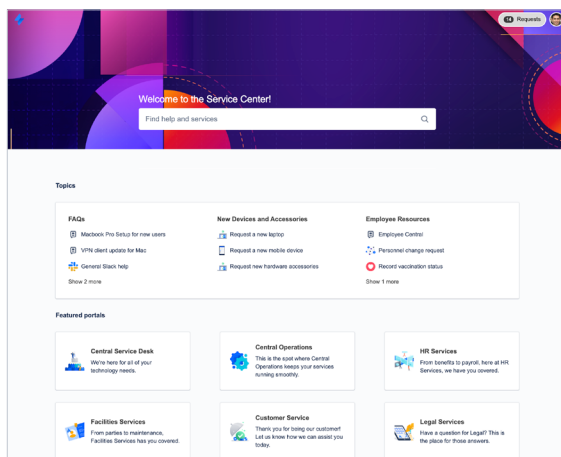 14 Requests
Welcome to the Service Center!
Find help and services
Topics
FAQs
Macbook Pro Setup for new users
VPN client update for Mac
General Slack help
Show 2 more
New Devices and Accessories
Request a new laptop
Request a new mobile device
Request new hardware accessories
Employee Resources
Employee Central
Personnel change request
Record vaccination status
Show 1 more
Featured portals
Central Service Desk
We're here for all of your
technology needs.
Central Operations
This is the spot where Central
Operations keeps your services
running smoothly.
HR Services
From benefits to payroll, here at HR
Services, we have you covered.
Facilities Services
From parties to maintenance,
Facilities Services has you covered.
Customer Service
Thank you for being our customer!
Let us know how we can assist you
today.
Legal Services
Have a question for Legal? This is
the place for those answers.